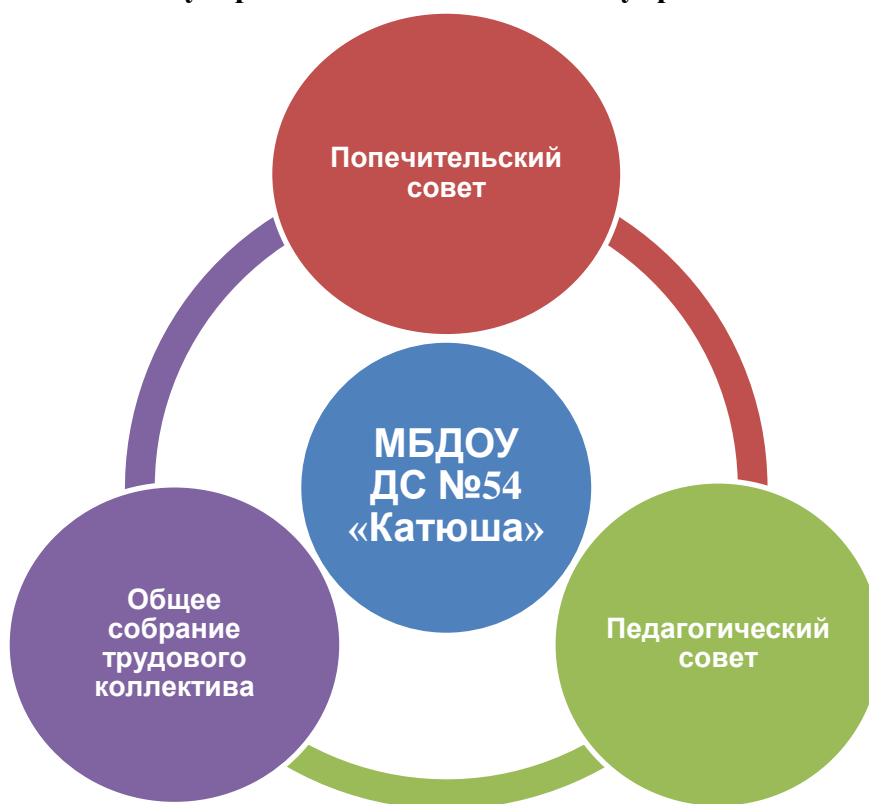 Попечительский
совет
МБДОУ
ДС №54
«Катюша»
Общее
собрание
трудового
коллектива
Педагогический
совет